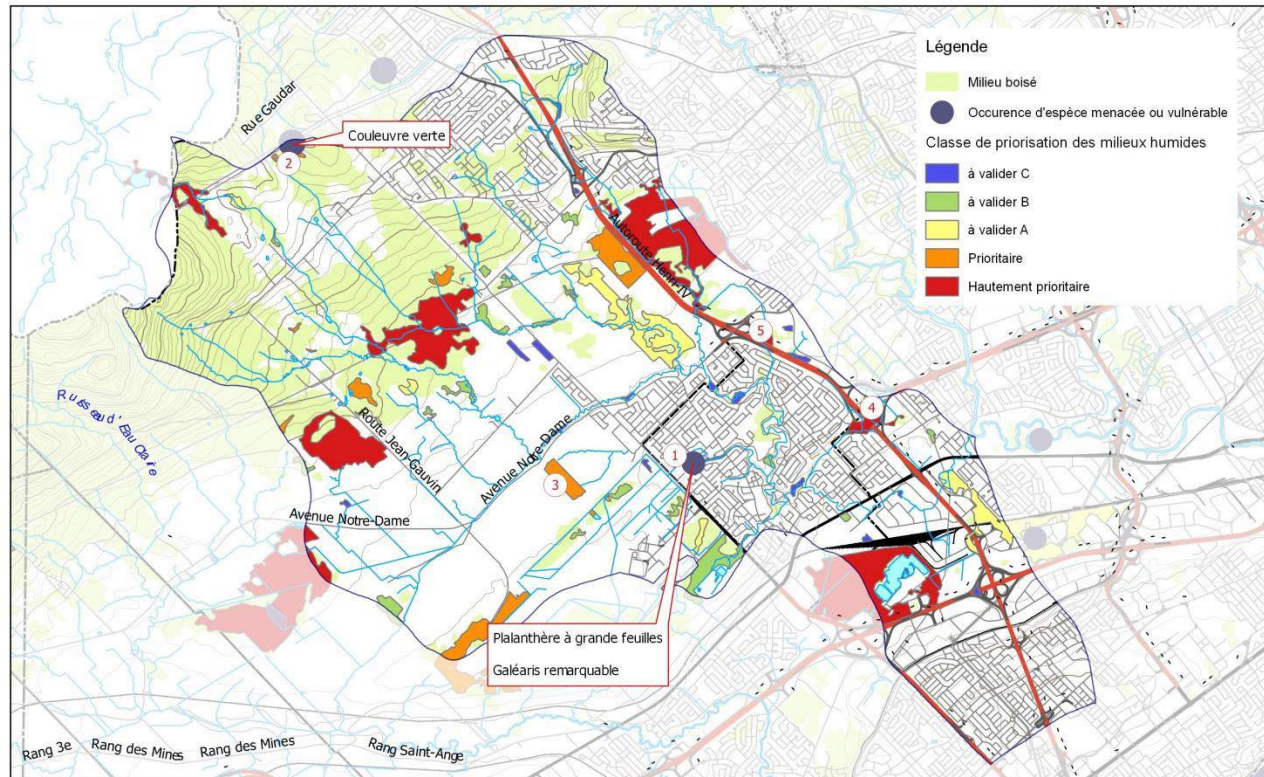 Légende
Milieu boisé
Occurence d'espèce menacée ou vulnérable
Classe de priorisation des milieux humides
à valider C
à valider B
à valider A
Prioritaire
Hautement prioritaire
Rue Gaudar
Couleuvre verte
2
Autoroute Henri-IV
5
4
Ruisseau d'Eau Claire
Route Jean-Gauvin
Avenue Notre-Dame
1
3
Avenue Notre-Dame
Plalanthère à grande feuilles
Galéaris remarquable
Rang 3e
Rang des Mines
Rang des Mines
Rang Saint-Ange